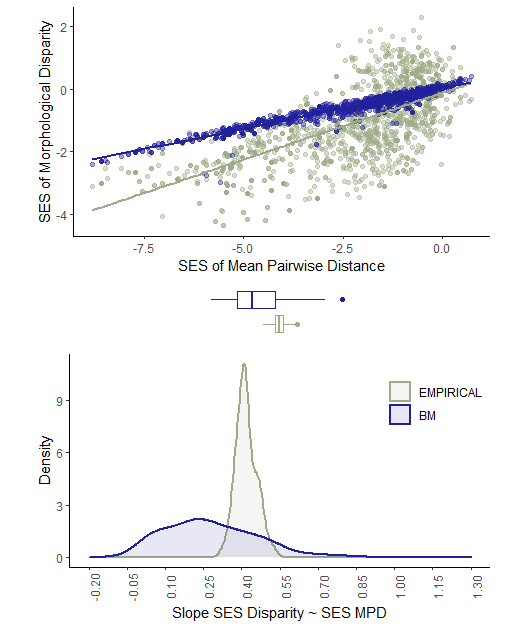 SES of Morphological Disparity
2
0
-2
-4
-7.5 -5.0 -2.5 0.0
SES of Mean Pairwise Distance
Density
9
6
3
0
EMPIRICAL
BM
-0.20 -0.05 0.10 0.25 0.40 0.55 0.70 0.85 1.00 1.15 1.30
Slope SES Disparity ~ SES MPD